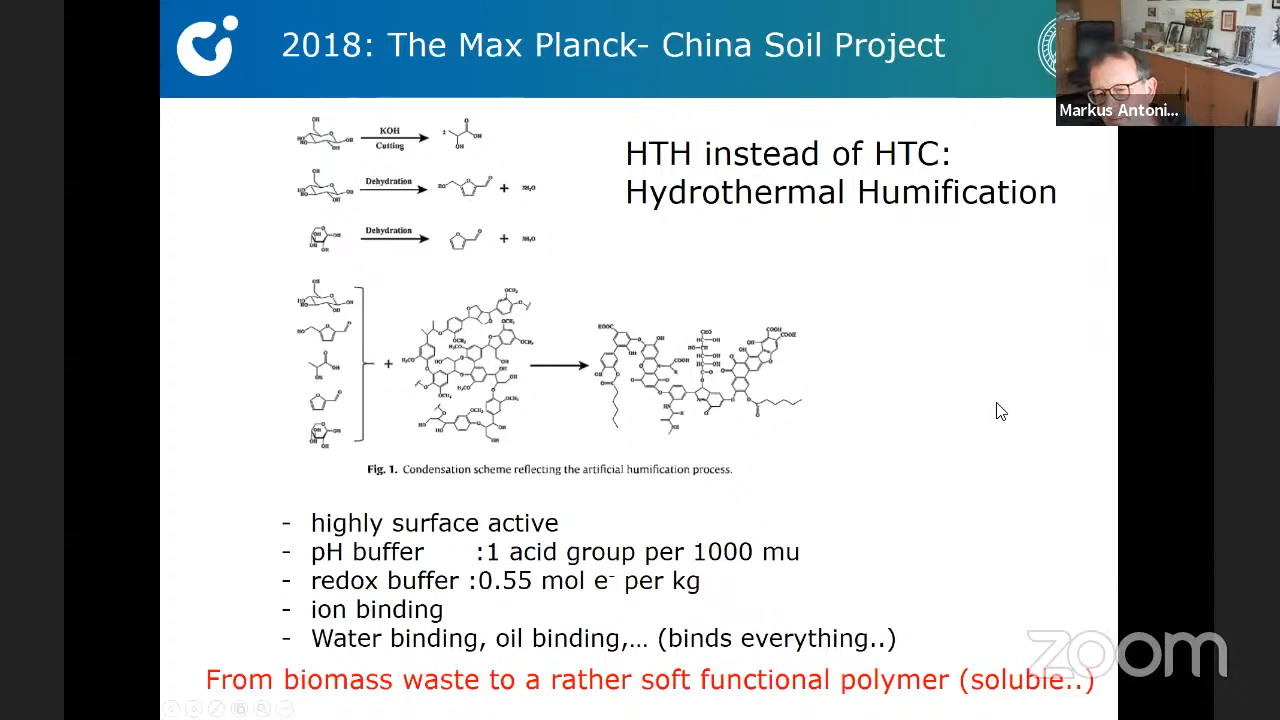 2018: The Max Planck- China Soil Project
Markus Antoni...
HTH instead of HTC:
Hydrothermal Humification
KOH
Cutting
Dehydration
Dehydration
Fig. 1. Condensation scheme reflecting the artificial humification process.
- highly surface active
- pH buffer :1 acid group per 1000 mu
- redox buffer :0.55 mol e⁻ per kg
- ion binding
- Water binding, oil binding,... (binds everything..)
From biomass waste to a rather soft functional polymer (soluble..)
zoom